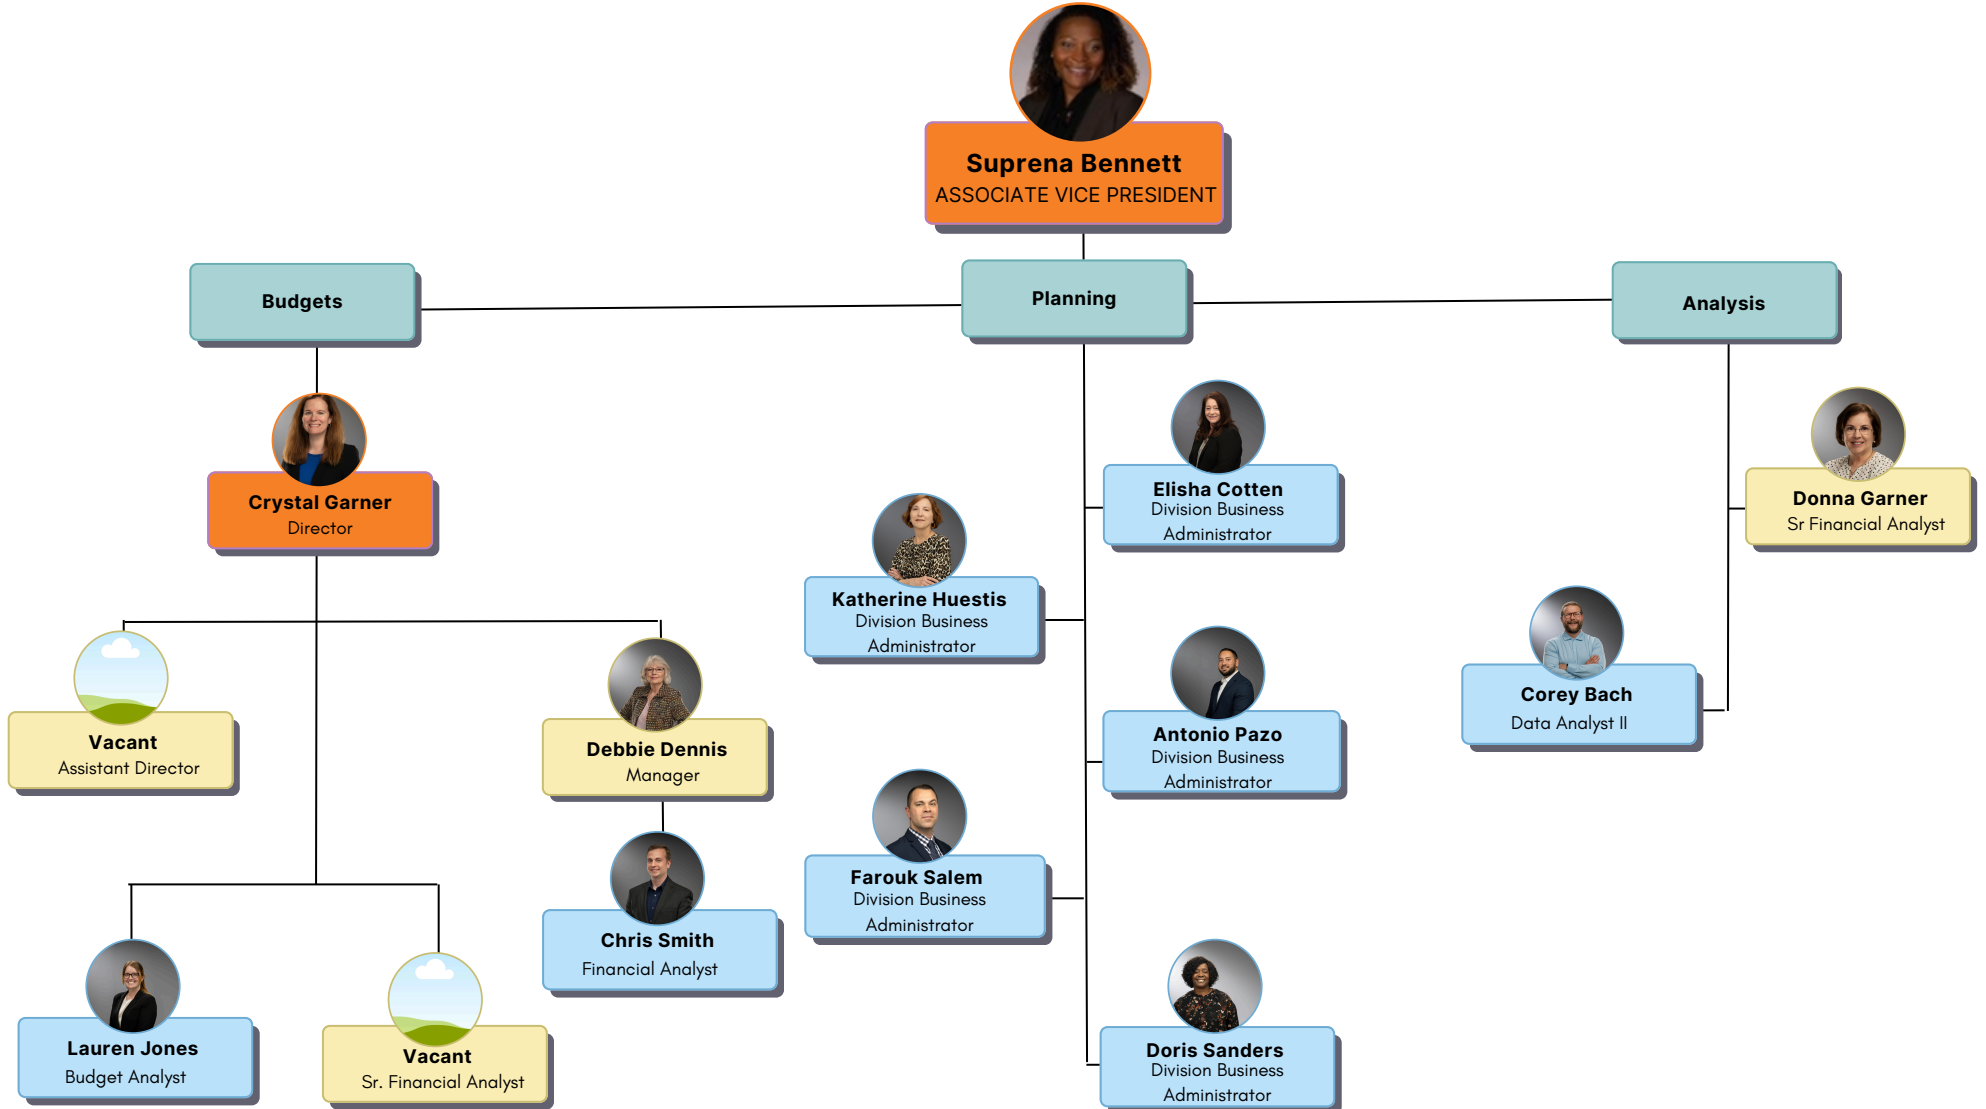 Suprena Bennett
ASSOCIATE VICE PRESIDENT
Budgets
Planning
Analysis
Crystal Garner
Director
Vacant
Assistant Director
Debbie Dennis
Manager
Chris Smith
Financial Analyst
Lauren Jones
Budget Analyst
Vacant
Sr. Financial Analyst
Elisha Cotten
Division Business
Administrator
Katherine Huestis
Division Business
Administrator
Antonio Pazo
Division Business
Administrator
Farouk Salem
Division Business
Administrator
Doris Sanders
Division Business
Administrator
Donna Garner
Sr Financial Analyst
Corey Bach
Data Analyst II